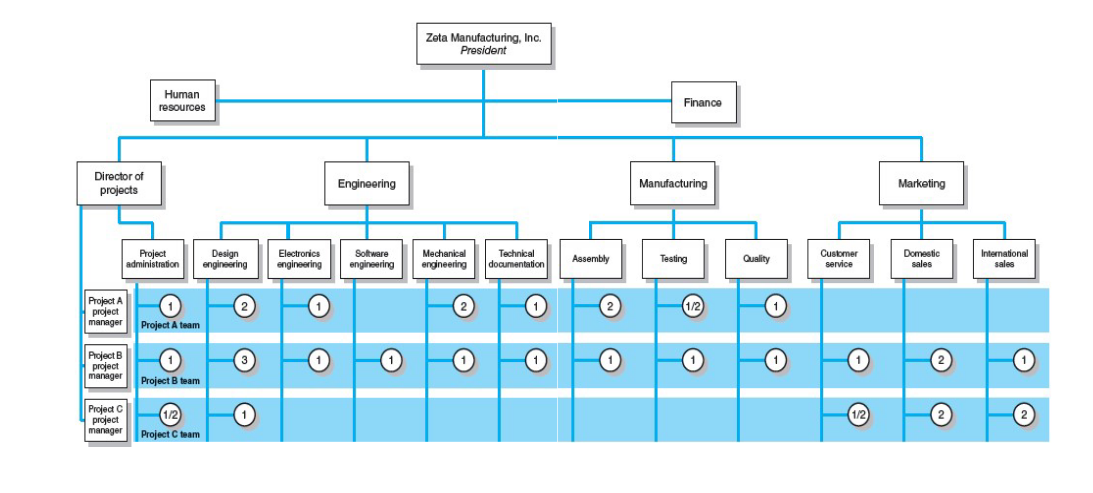 Zeta Manufacturing, Inc.
President
Human
resources
Finance
Director of
projects
Engineering
Manufacturing
Marketing
Project
administration
Design
engineering
Electronics
engineering
Software
engineering
Mechanical
engineering
Technical
documentation
Assembly
Testing
Quality
Customer
service
Domestic
sales
International
sales
Project A
project
manager
1 2 1 2 1 2 1/2 1
Project A team
Project B
project
manager
1 3 1 1 1 1 1 1 1 1 2 1
Project B team
Project C
project
manager
1/2 1 1/2 2 2
Project C team